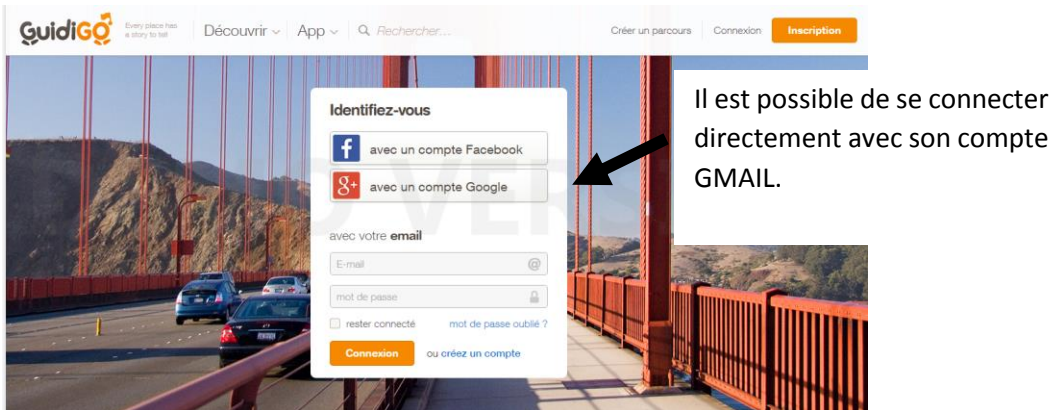 GuidiGO
Every place has
a story to tell
Découvrir
App
Rechercher...
Créer un parcours
Connexion
Inscription
Identifiez-vous
f avec un compte Facebook
g+ avec un compte Google
avec votre email
E-mail @
mot de passe
rester connecté mot de passe oublié ?
Connexion ou créez un compte
Il est possible de se connecter
directement avec son compte
GMAIL.